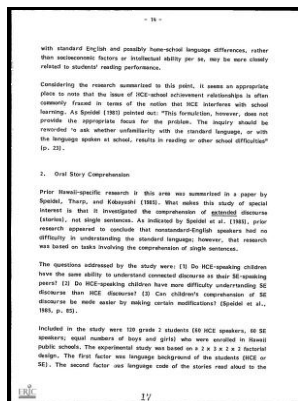 - 16 -
with standard English and possibly home-school language differences, rather
than socioeconomic factors or intellectual ability per se, may be more closely
related to students' reading performance.
Considering the research summarized to this point, it seems an appropriate
place to note that the issue of HCE-school achievement relationships is often
commonly framed in terms of the notion that HCE interferes with school
learning. As Speidel (1981) pointed out: "This formulation, however, does not
provide the appropriate focus for the problem. The inquiry should be
reworded 'o ask whether unfamiliarity with the standard language, or with
the language spoken at school, results in reading or other school difficulties"
(p. 23).
2. Oral Story Comprehension
Prior Hawaii-specific research in this area was summarized in a paper by
Speidel, Tharp, and Kobayashi (1985). What makes this study of special
interest is that it investigated the comprehension of extended discourse
(stories), not single sentences. As indicated by Speidel et al. (1985), prior
research appeared to conclude that nonstandard-English speakers had no
difficulty in understanding the standard language; however, that research
was based on tasks involving the comprehension of single sentences.
The questions addressed by the study were: (1) Do HCE-speaking children
have the same ability to understand connected discourse as their SE-speaking
peers? (2) Do HCE-speaking children have more difficulty understanding SE
discourse than HCE discourse? (3) Can children's comprehension of SE
discourse be made easier by making certain modifications? (Speidel et al.,
1985, p. 85).
Included in the study were 120 grade 2 students (60 HCE speakers, 60 SE
speakers; equal numbers of boys and girls) who were enrolled in Hawaii
public schools. The experimental study was based on a 2 x 3 x 2 x 2 factorial
design. The first factor was language background of the students (HCE or
SE). The second factor was language code of the stories read aloud to the
ERIC
17